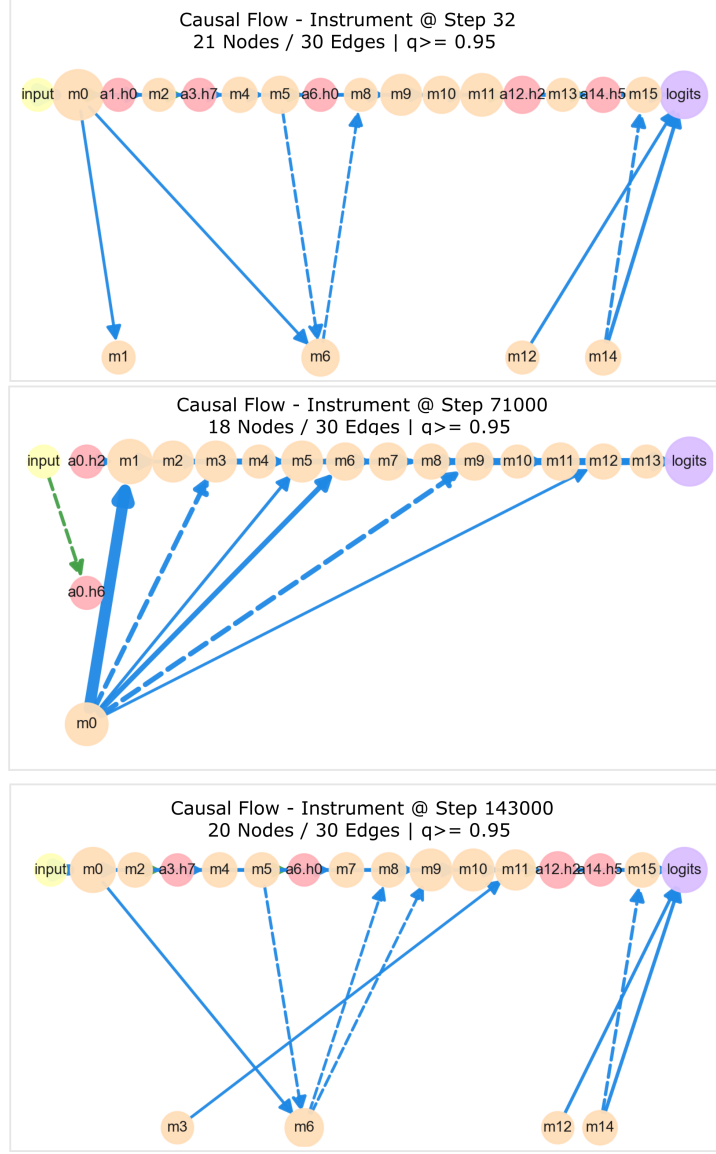 Causal Flow - Instrument @ Step 32
21 Nodes / 30 Edges | q>= 0.95
input m0 a1.h0 m2 a3.h7 m4 m5 a6.h0 m8 m9 m10 m11 a12.h2 m13 a14.h5 m15 logits
m1 m6 m12 m14
Causal Flow - Instrument @ Step 71000
18 Nodes / 30 Edges | q>= 0.95
input a0.h2 m1 m2 m3 m4 m5 m6 m7 m8 m9 m10 m11 m12 m13 logits
a0.h6
m0
Causal Flow - Instrument @ Step 143000
20 Nodes / 30 Edges | q>= 0.95
input m0 m2 a3.h7 m4 m5 a6.h0 m7 m8 m9 m10 m11 a12.h2 a14.h5 m15 logits
m3 m6 m12 m14